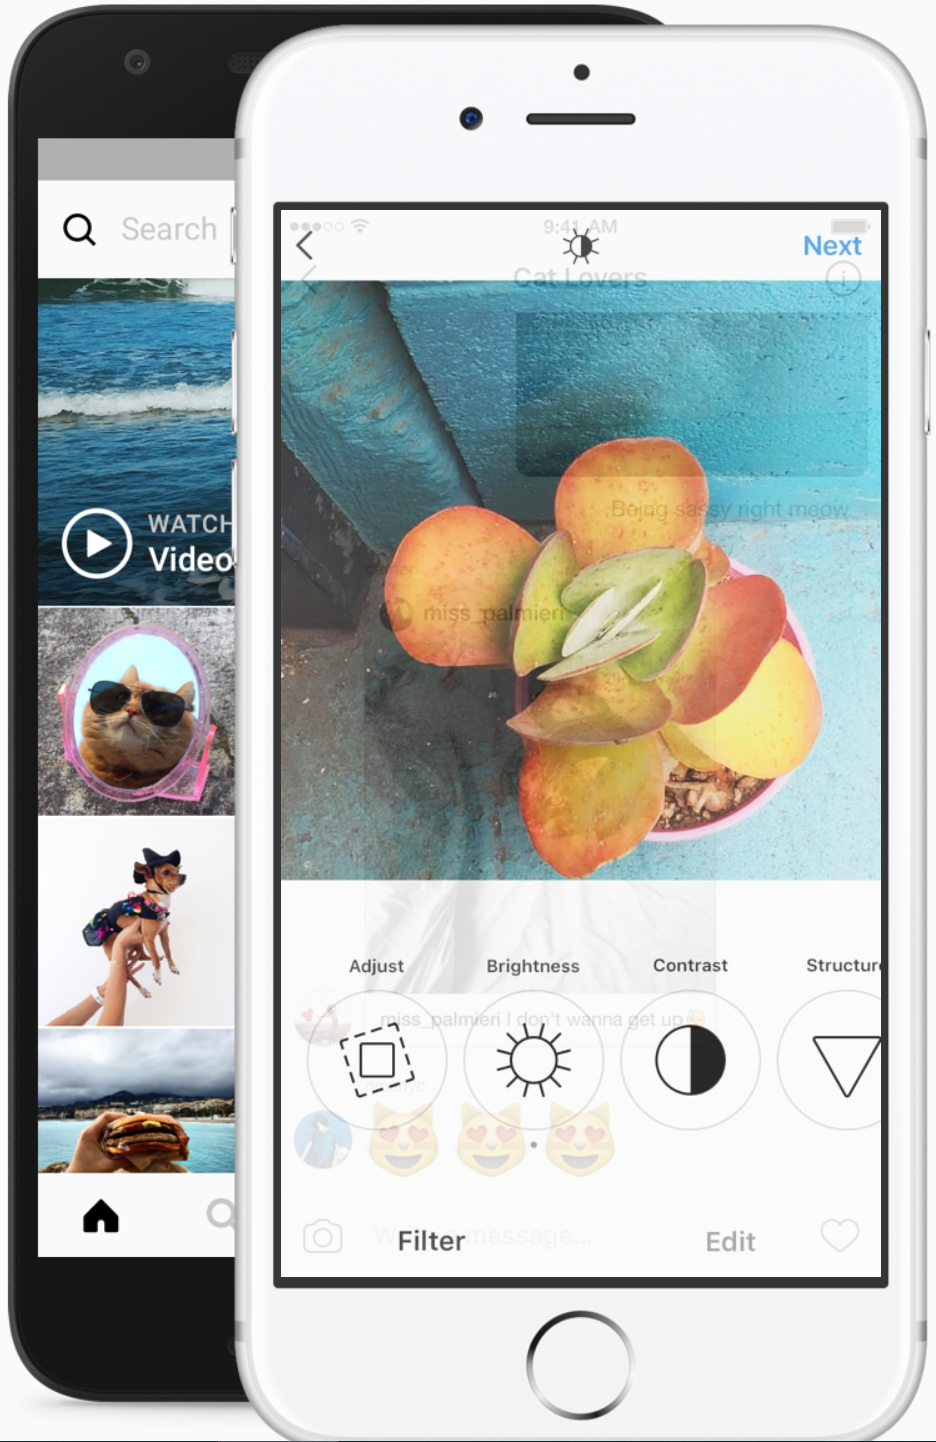 Search
WATCH
Video
9:41 AM
Next
Cat Lovers
Being sassy right meow
miss_palmieri
Adjust
Brightness
Contrast
Structure
miss_palmieri I don't wanna get up
Filter
message...
Edit